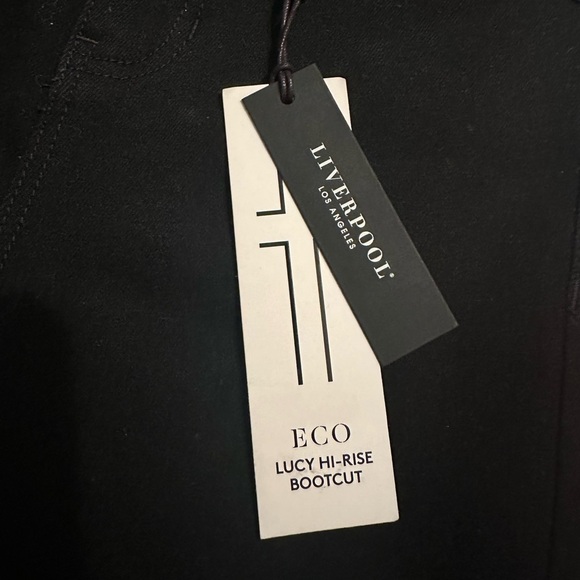 LIVERPOOL®
LOS ANGELES
ECO
LUCY HI-RISE
BOOTCUT